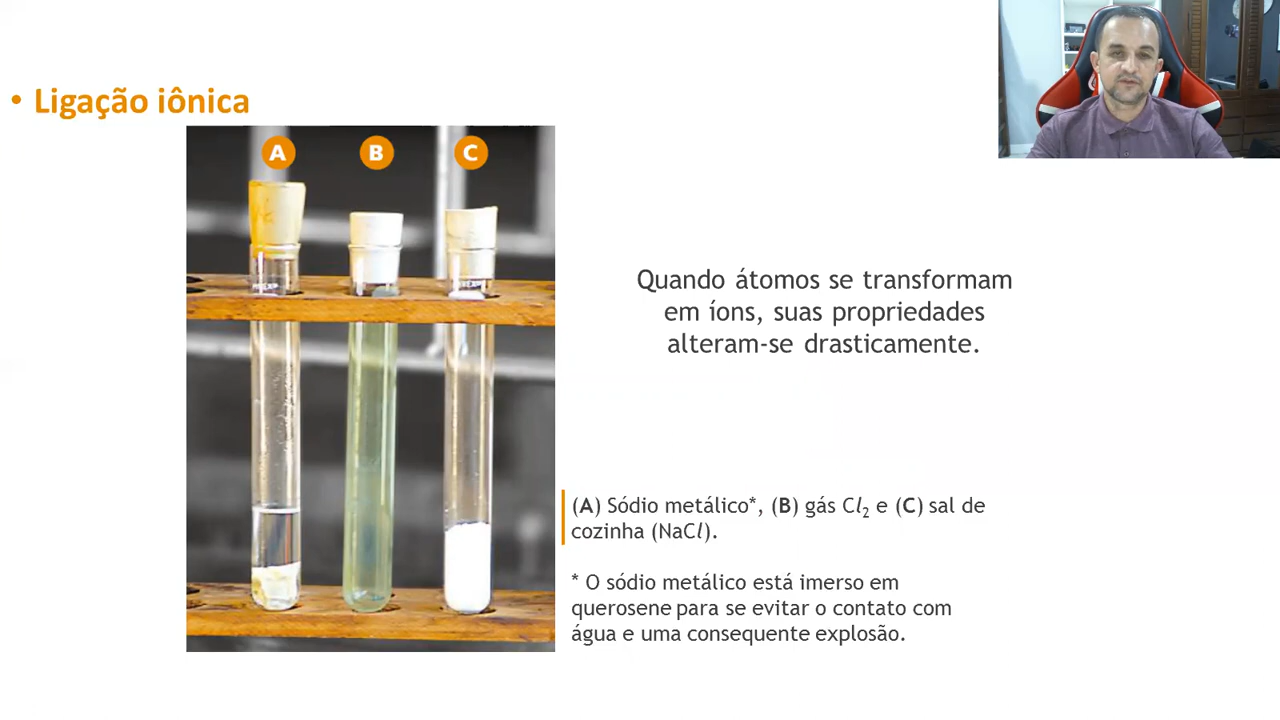 • Ligação iônica
A B C
Quando átomos se transformam
em íons, suas propriedades
alteram-se drasticamente.
(A) Sódio metálico*, (B) gás Cl₂ e (C) sal de
cozinha (NaCl).
* O sódio metálico está imerso em
querosene para se evitar o contato com
água e uma consequente explosão.